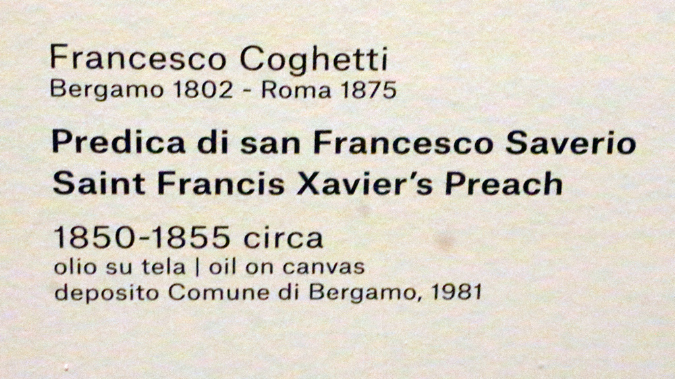 Francesco Coghetti
Bergamo 1802 - Roma 1875
Predica di san Francesco Saverio
Saint Francis Xavier's Preach
1850-1855 circa
olio su tela | oil on canvas
deposito Comune di Bergamo, 1981